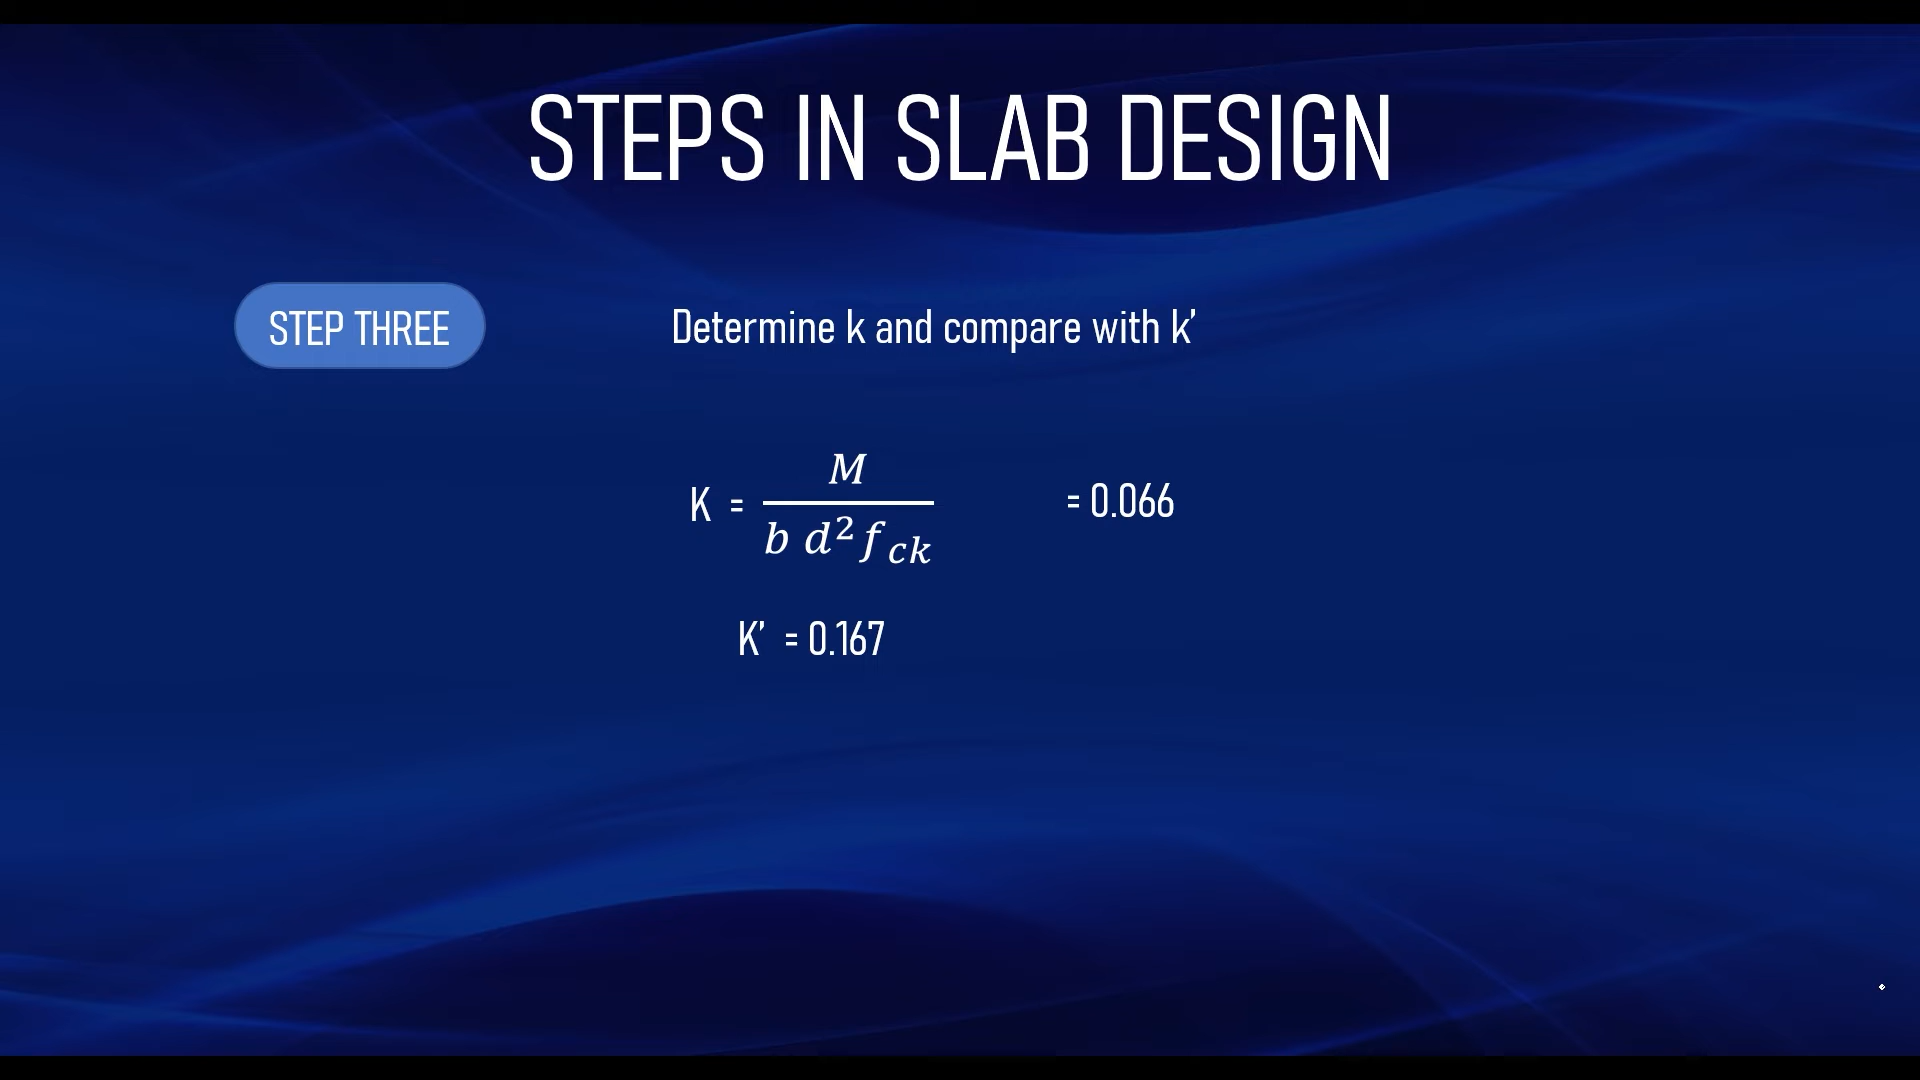 STEPS IN SLAB DESIGN
STEP THREE
Determine k and compare with k'
K = M / b d² f_ck = 0.066
K' = 0.167